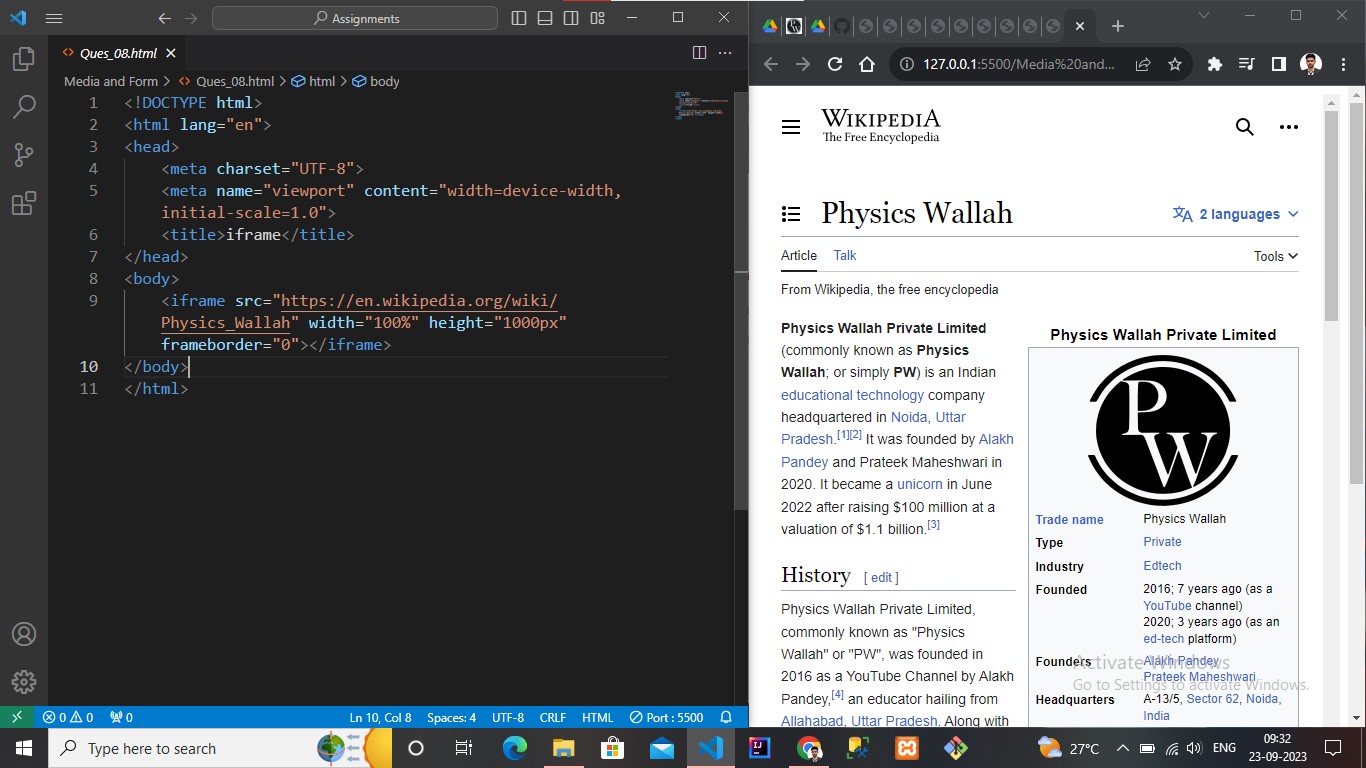 Assignments
Ques_08.html
Media and Form > Ques_08.html > html > body
1 <!DOCTYPE html>
2 <html lang="en">
3 <head>
4 <meta charset="UTF-8">
5 <meta name="viewport" content="width=device-width,
initial-scale=1.0">
6 <title>iframe</title>
7 </head>
8 <body>
9 <iframe src="https://en.wikipedia.org/wiki/
Physics_Wallah" width="100%" height="1000px"
frameborder="0"></iframe>
10 </body>
11 </html>
0 0 0 Ln 10, Col 8 Spaces: 4 UTF-8 CRLF HTML Port : 5500
127.0.0.1:5500/Media%20and...
WIKIPEDIA
The Free Encyclopedia
Physics Wallah
2 languages
Article Talk Tools
From Wikipedia, the free encyclopedia
Physics Wallah Private Limited
(commonly known as Physics
Wallah; or simply PW) is an Indian
educational technology company
headquartered in Noida, Uttar
Pradesh.[1][2] It was founded by Alakh
Pandey and Prateek Maheshwari in
2020. It became a unicorn in June
2022 after raising $100 million at a
valuation of $1.1 billion.[3]
History [ edit ]
Physics Wallah Private Limited,
commonly known as "Physics
Wallah" or "PW", was founded in
2016 as a YouTube Channel by Alakh
Pandey,[4] an educator hailing from
Allahabad, Uttar Pradesh. Along with
Physics Wallah Private Limited
PW
Trade name Physics Wallah
Type Private
Industry Edtech
Founded 2016; 7 years ago (as a
YouTube channel)
2020; 3 years ago (as an
ed-tech platform)
Founders Alakh Pandey
Prateek Maheshwari
Headquarters A-13/5, Sector 62, Noida,
India
Activate Windows
Go to Settings to activate Windows.
Type here to search
27°C ENG 09:32
23-09-2023